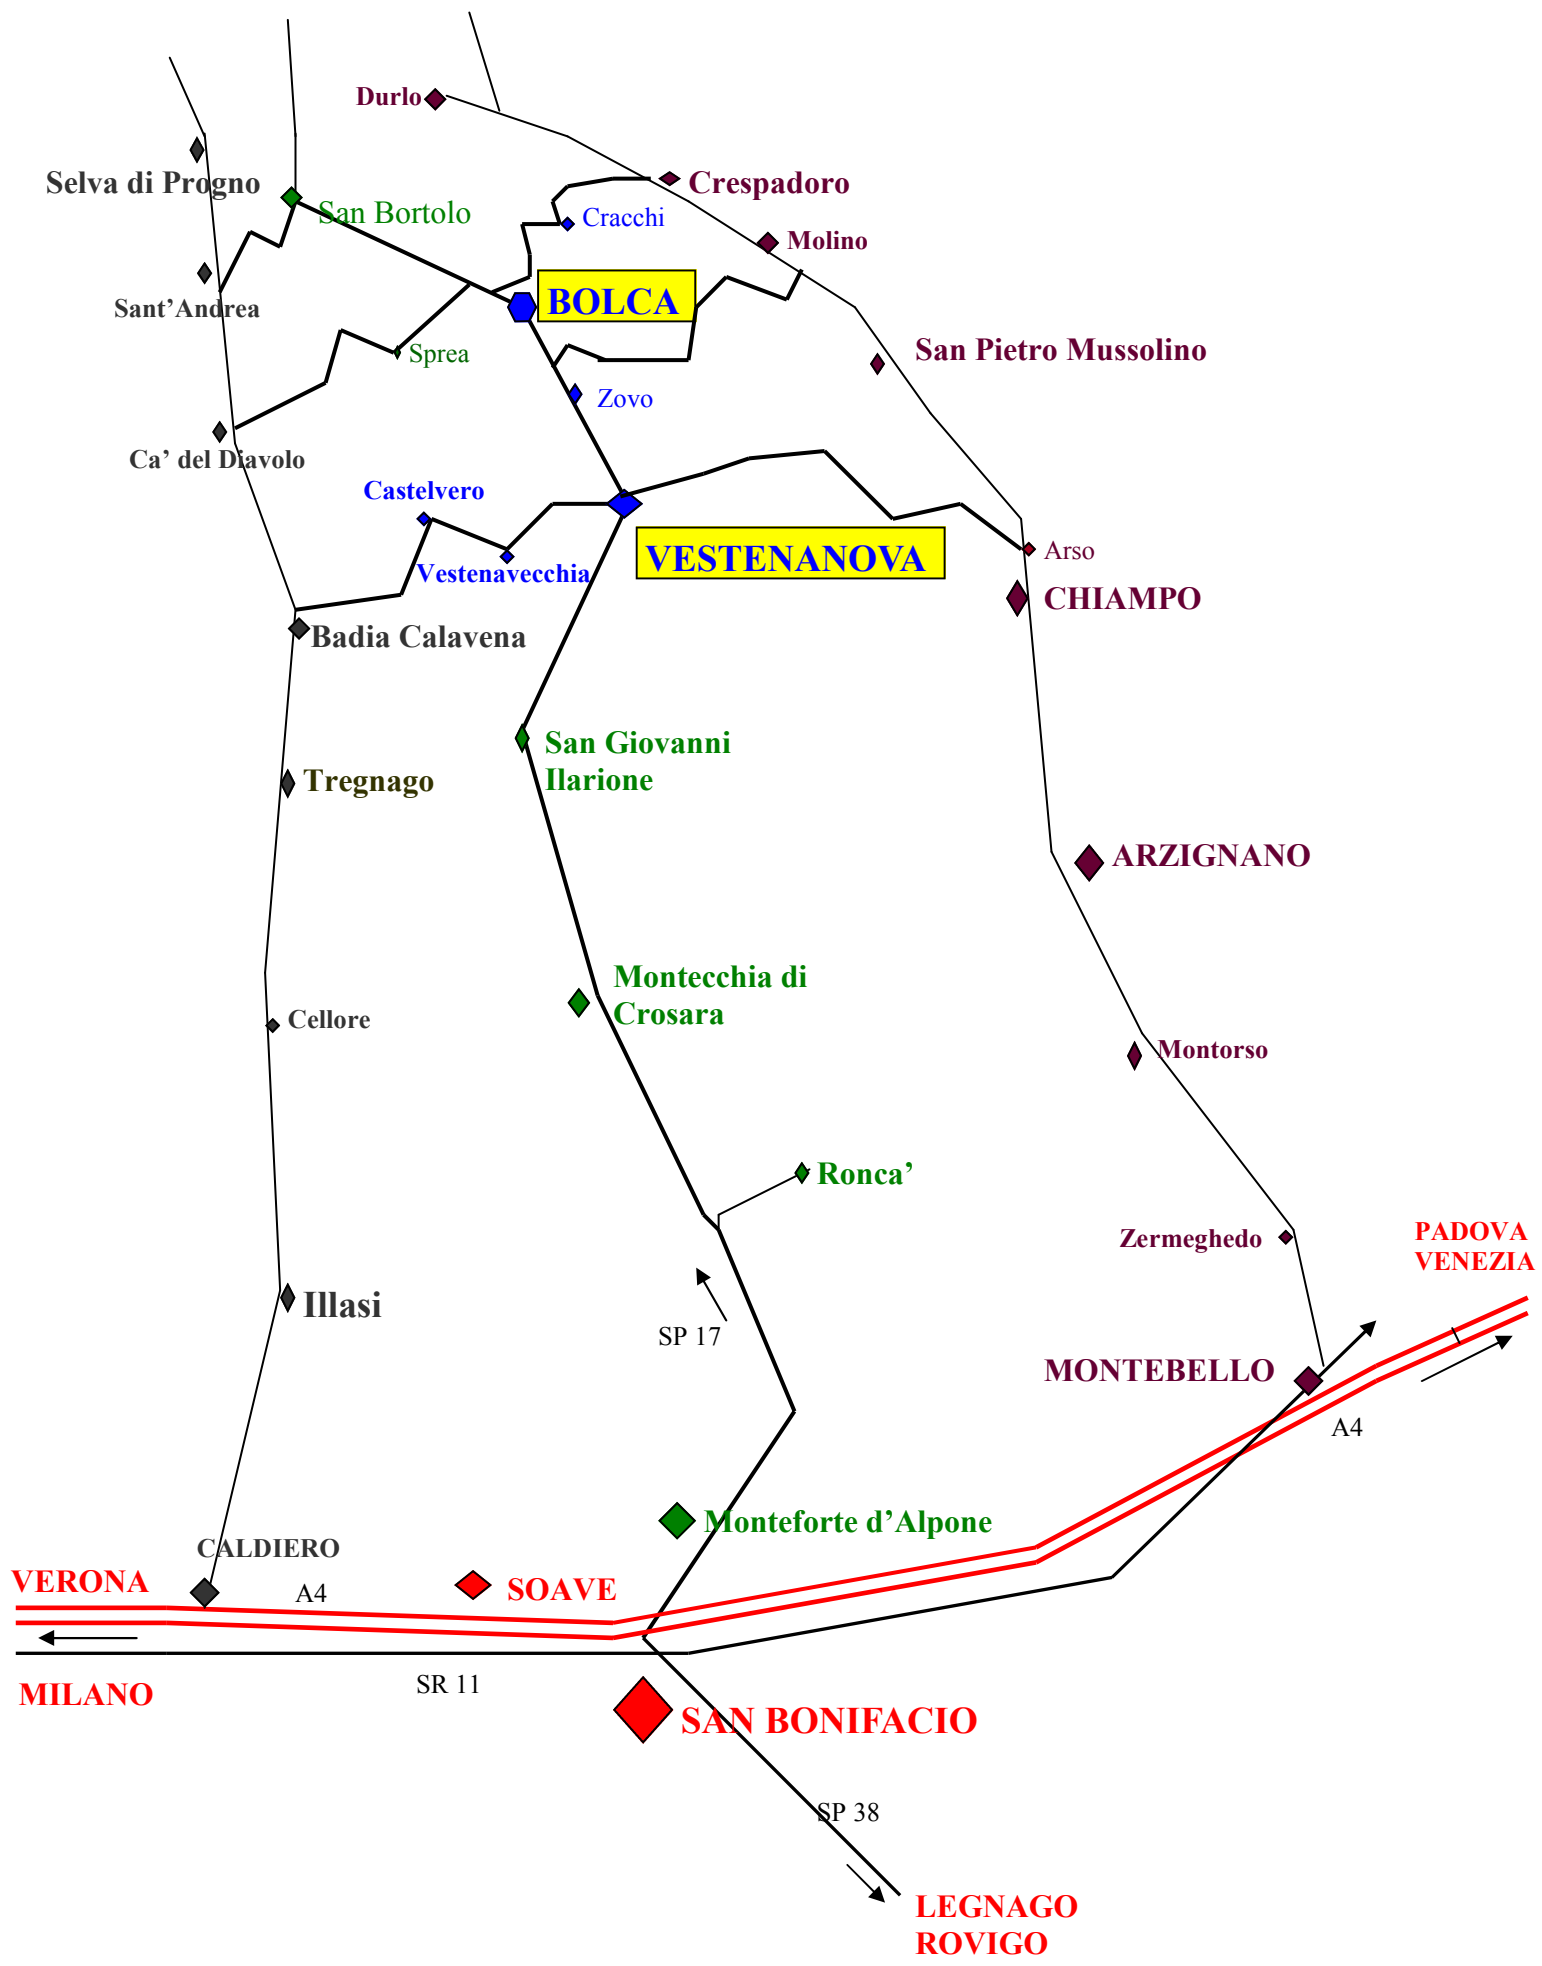 Durlo
Selva di Progno
Crespadoro
San Bortolo
Cracchi
Molino
Sant’Andrea
BOLCA
Sprea
San Pietro Mussolino
Zovo
Ca’ del Diavolo
Castelvero
Vestenavecchia
VESTENANOVA
Arso
CHIAMPO
Badia Calavena
San Giovanni
Ilarione
Tregnago
ARZIGNANO
Montecchia di
Crosara
Cellore
Montorso
Ronca’
Zermeghedo
PADOVA
VENEZIA
Illasi
SP 17
MONTEBELLO
A4
Monteforte d’Alpone
CALDIERO
VERONA
A4
SOAVE
SR 11
MILANO
SAN BONIFACIO
SP 38
LEGNAGO
ROVIGO